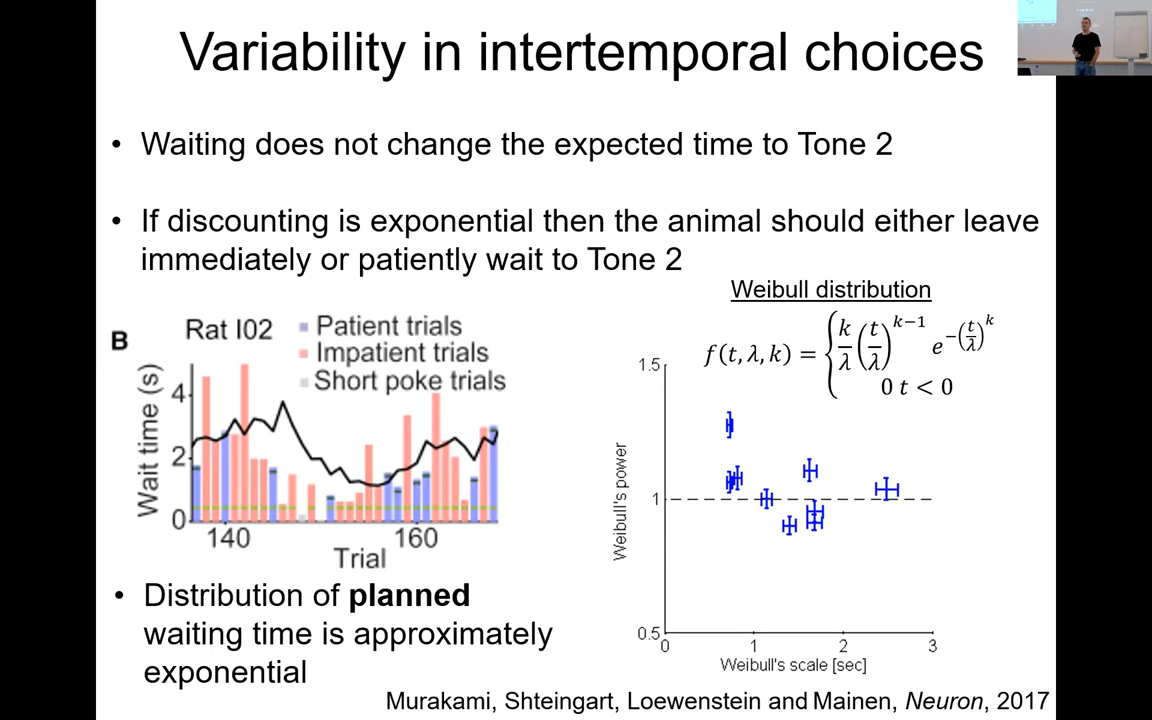 Variability in intertemporal choices
• Waiting does not change the expected time to Tone 2
• If discounting is exponential then the animal should either leave
immediately or patiently wait to Tone 2
B
Rat I02
Patient trials
Impatient trials
Short poke trials
Wait time (s)
4
2
0
140
160
Trial
Weibull distribution
f(t, λ, k) = { k/λ (t/λ)^{k−1} e^{−(t/λ)^k}
0 t < 0
1.5
1
0.5
Weibull's power
0
1
2
3
Weibull's scale [sec]
• Distribution of planned
waiting time is approximately
exponential
Murakami, Shteingart, Loewenstein and Mainen, Neuron, 2017